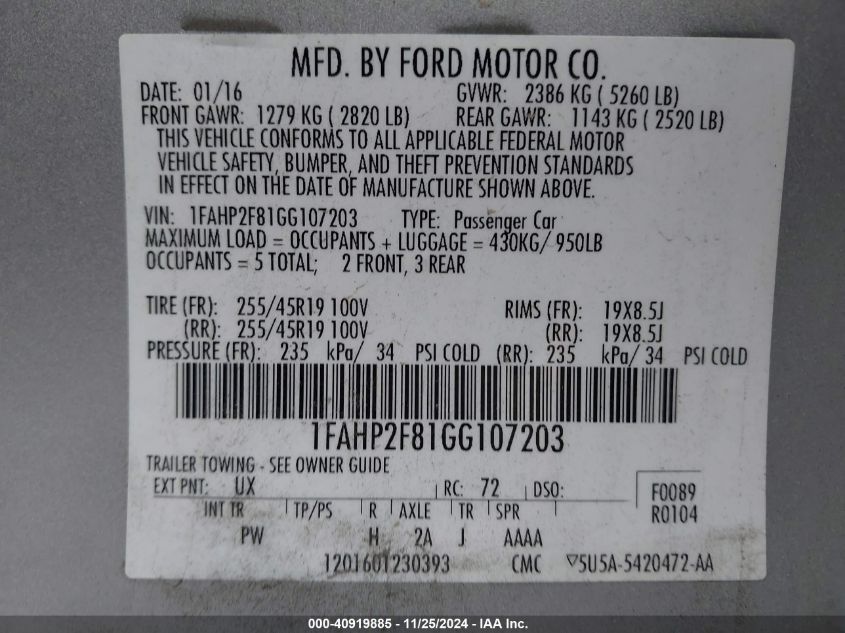 MFD. BY FORD MOTOR CO.
DATE: 01/16 GVWR: 2386 KG ( 5260 LB)
FRONT GAWR: 1279 KG ( 2820 LB) REAR GAWR: 1143 KG ( 2520 LB)
THIS VEHICLE CONFORMS TO ALL APPLICABLE FEDERAL MOTOR
VEHICLE SAFETY, BUMPER, AND THEFT PREVENTION STANDARDS
IN EFFECT ON THE DATE OF MANUFACTURE SHOWN ABOVE.
VIN: 1FAHP2F81GG107203 TYPE: Passenger Car
MAXIMUM LOAD = OCCUPANTS + LUGGAGE = 430KG/ 950LB
OCCUPANTS = 5 TOTAL; 2 FRONT, 3 REAR
TIRE (FR): 255/45R19 100V RIMS (FR): 19X8.5J
(RR): 255/45R19 100V (RR): 19X8.5J
PRESSURE (FR): 235 kPa/ 34 PSI COLD (RR): 235 kPa/ 34 PSI COLD
1FAHP2F81GG107203
TRAILER TOWING - SEE OWNER GUIDE
EXT PNT: UX RC: 72 DSO: F0089
INT TR TP/PS R AXLE TR SPR R0104
PW H 2A J AAAA
1201601230393 CMC 5U5A-5420472-AA
000-40919885 - 11/25/2024 - IAA Inc.